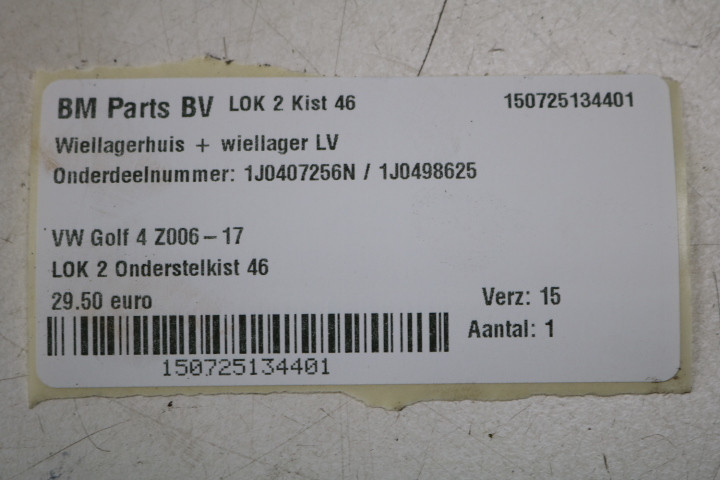 BM Parts BV LOK 2 Kist 46 150725134401
Wiellagerhuis + wiellager LV
Onderdeelnummer: 1J0407256N / 1J0498625
VW Golf 4 Z006-17
LOK 2 Onderstelkist 46
29.50 euro Verz: 15
Aantal: 1
150725134401